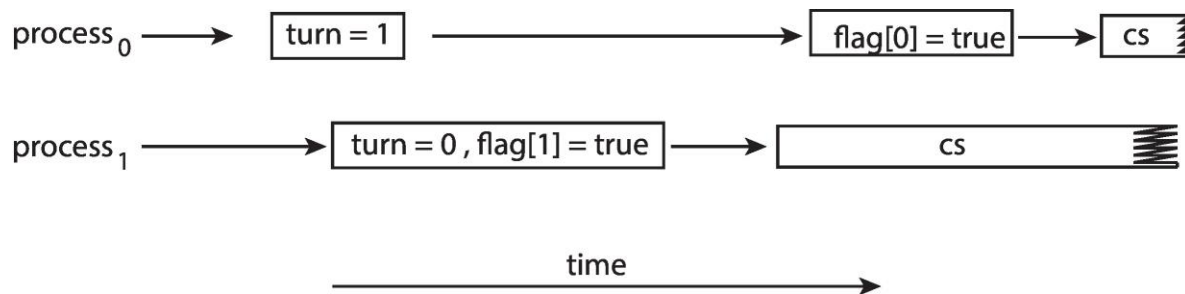 process0 turn = 1 flag[0] = true cs
process1 turn = 0 , flag[1] = true cs
time